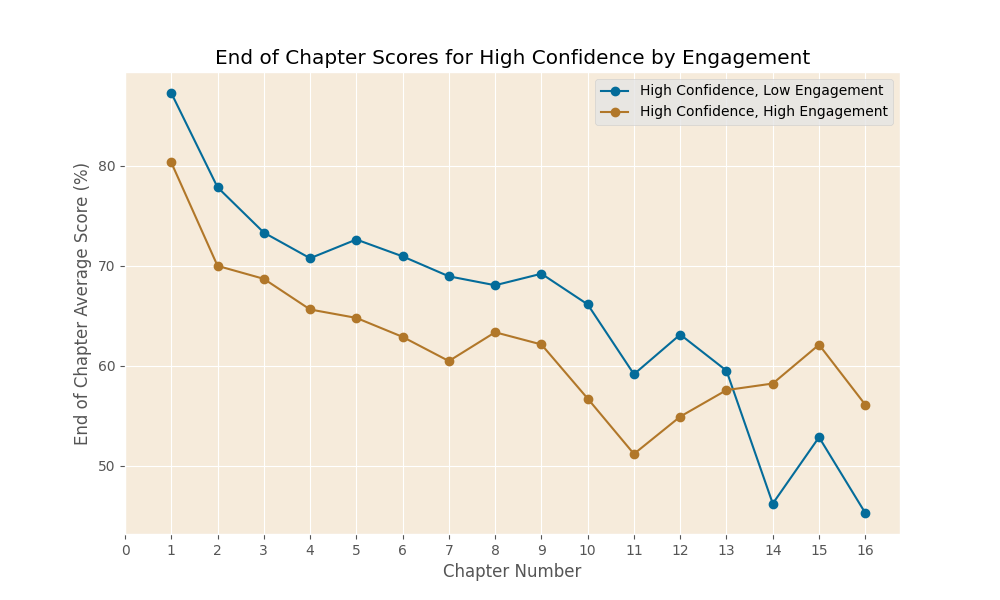 End of Chapter Scores for High Confidence by Engagement
High Confidence, Low Engagement
High Confidence, High Engagement
End of Chapter Average Score (%)
80
70
60
50
0 1 2 3 4 5 6 7 8 9 10 11 12 13 14 15 16
Chapter Number